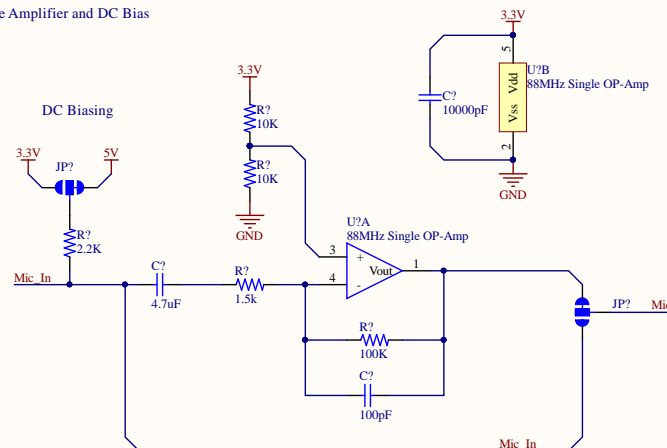 e Amplifier and DC Bias
3.3V
5
U?B
Vdd
88MHz Single OP-Amp
Vss
C?
10000pF
2
GND
3.3V
R?
10K
R?
10K
GND
DC Biasing
3.3V
5V
JP?
R?
2.2K
Mic_In
C?
4.7uF
R?
1.5k
U?A
88MHz Single OP-Amp
3
+
Vout
1
4
-
R?
100K
C?
100pF
JP?
Mic
Mic_In